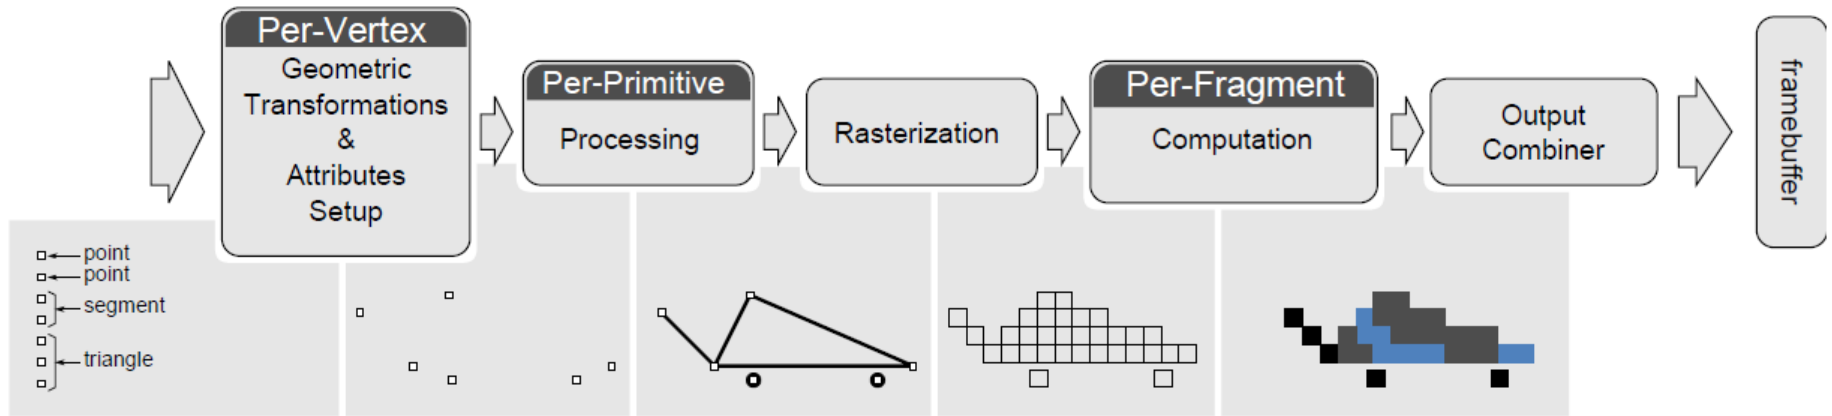 Per-Vertex
Geometric
Transformations
&
Attributes
Setup
Per-Primitive
Processing
Rasterization
Per-Fragment
Computation
Output
Combiner
framebuffer
point
point
segment
triangle